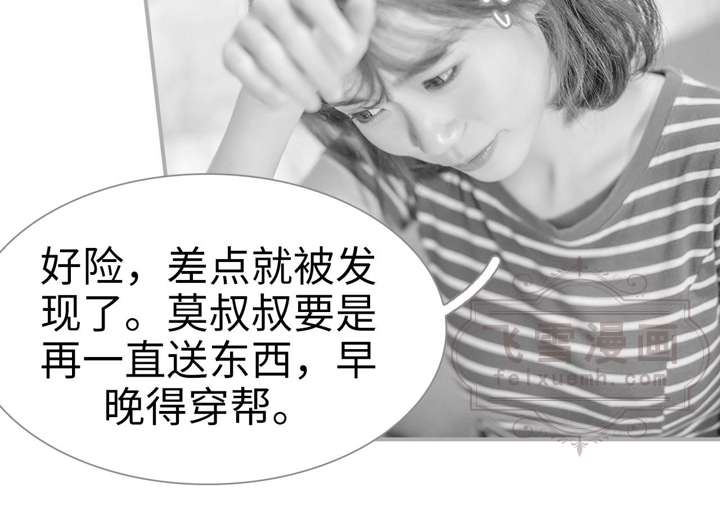 好险，差点就被发
现了。莫叔叔要是
再一直送东西，早
晚得穿帮。
飞雪漫画
feixuemh.com